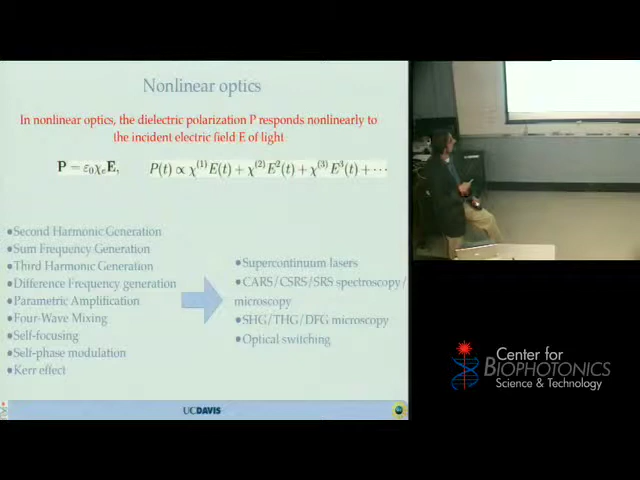 Nonlinear optics
In nonlinear optics, the dielectric polarization P responds nonlinearly to
the incident electric field E of light
P = ε₀χₑE, P(t) ∝ χ⁽¹⁾E(t) + χ⁽²⁾E²(t) + χ⁽³⁾E³(t) + ⋯
●Second Harmonic Generation
●Sum Frequency Generation
●Third Harmonic Generation
●Difference Frequency generation
●Parametric Amplification
●Four-Wave Mixing
●Self-focusing
●Self-phase modulation
●Kerr effect
●Supercontinuum lasers
●CARS/CSRS/SRS spectroscopy/
microscopy
●SHG/THG/DFG microscopy
●Optical switching
UCDAVIS
Center for
BIOPHOTONICS
Science & Technology